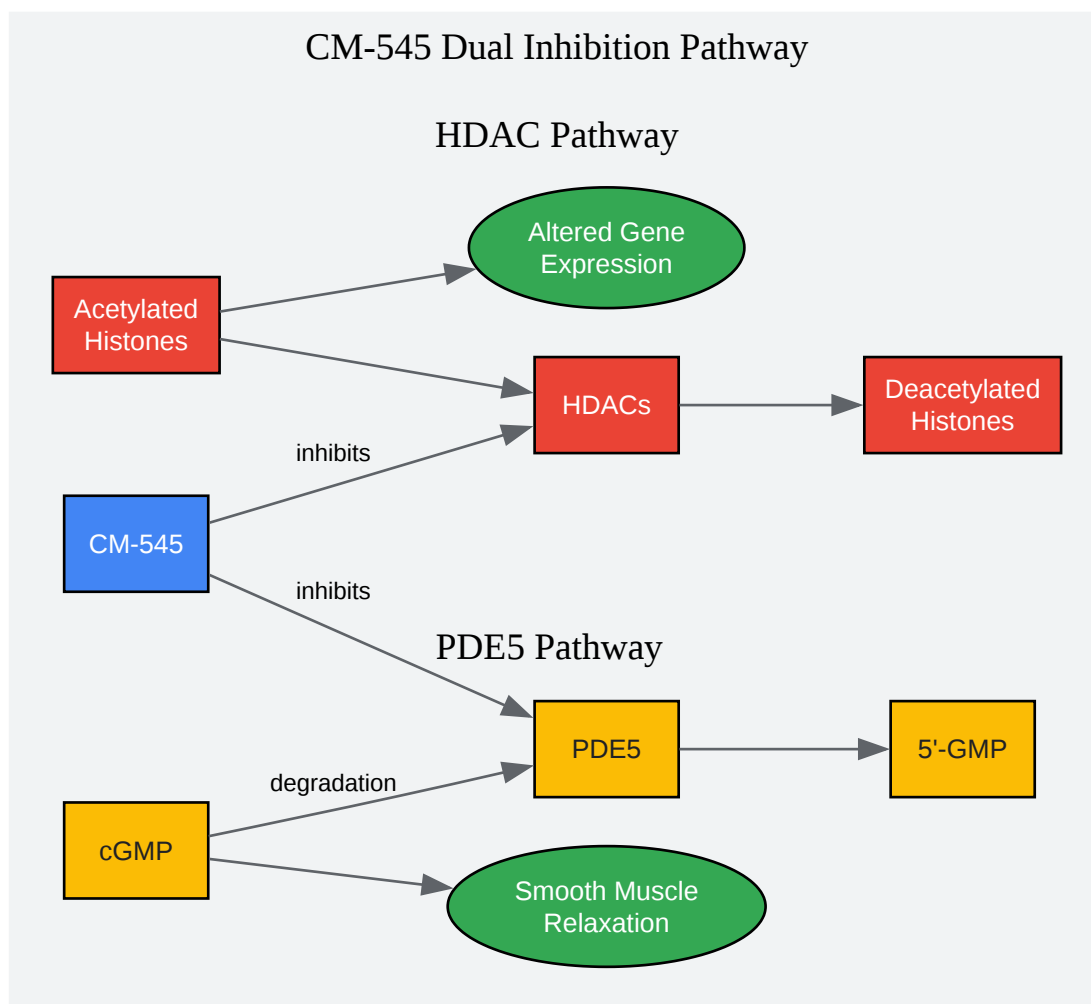 CM-545 Dual Inhibition Pathway
HDAC Pathway
Altered Gene
Expression
Acetylated
Histones
HDACs
Deacetylated
Histones
inhibits
CM-545
inhibits
PDE5 Pathway
PDE5
5'-GMP
degradation
cGMP
Smooth Muscle
Relaxation